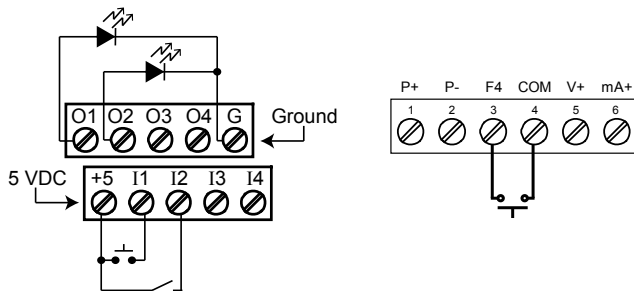 O1 O2 O3 O4 G
Ground
5 VDC
+5 I1 I2 I3 I4
P+ P- F4 COM V+ mA+
1 2 3 4 5 6